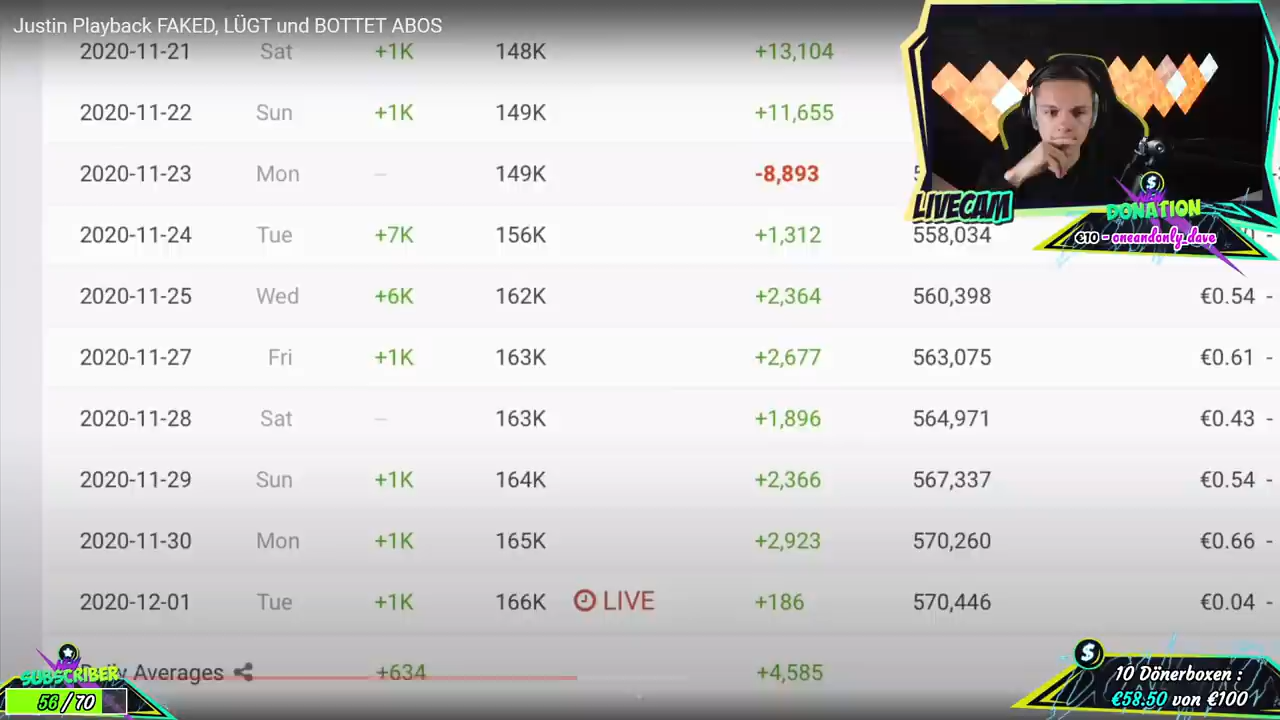 Justin Playback FAKED, LÜGT und BOTTET ABOS
2020-11-21 Sat +1K 148K +13,104
2020-11-22 Sun +1K 149K +11,655
2020-11-23 Mon – 149K -8,893
2020-11-24 Tue +7K 156K +1,312 558,034
2020-11-25 Wed +6K 162K +2,364 560,398 €0.54 -
2020-11-27 Fri +1K 163K +2,677 563,075 €0.61 -
2020-11-28 Sat – 163K +1,896 564,971 €0.43 -
2020-11-29 Sun +1K 164K +2,366 567,337 €0.54 -
2020-11-30 Mon +1K 165K +2,923 570,260 €0.66 -
2020-12-01 Tue +1K 166K LIVE +186 570,446 €0.04 -
Averages +634 +4,585
LIVECAM
NEW
DONATION
€10 - oneandonly_dave
NEW
SUBSCRIBER
56 / 70
10 Dönerboxen :
€58.50 von €100